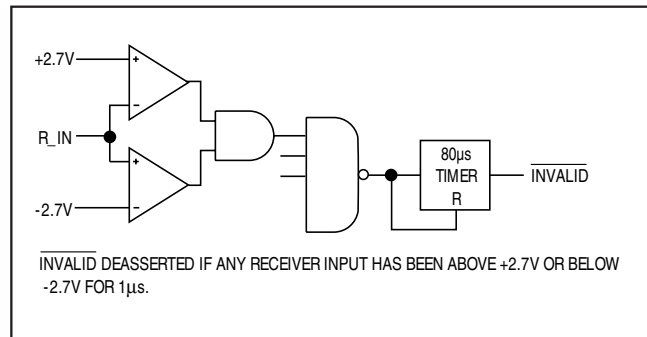 +2.7V
+
-
R_IN
+
-
-2.7V
80µs
TIMER
R
INVALID
INVALID DEASSERTED IF ANY RECEIVER INPUT HAS BEEN ABOVE +2.7V OR BELOW
-2.7V FOR 1µs.